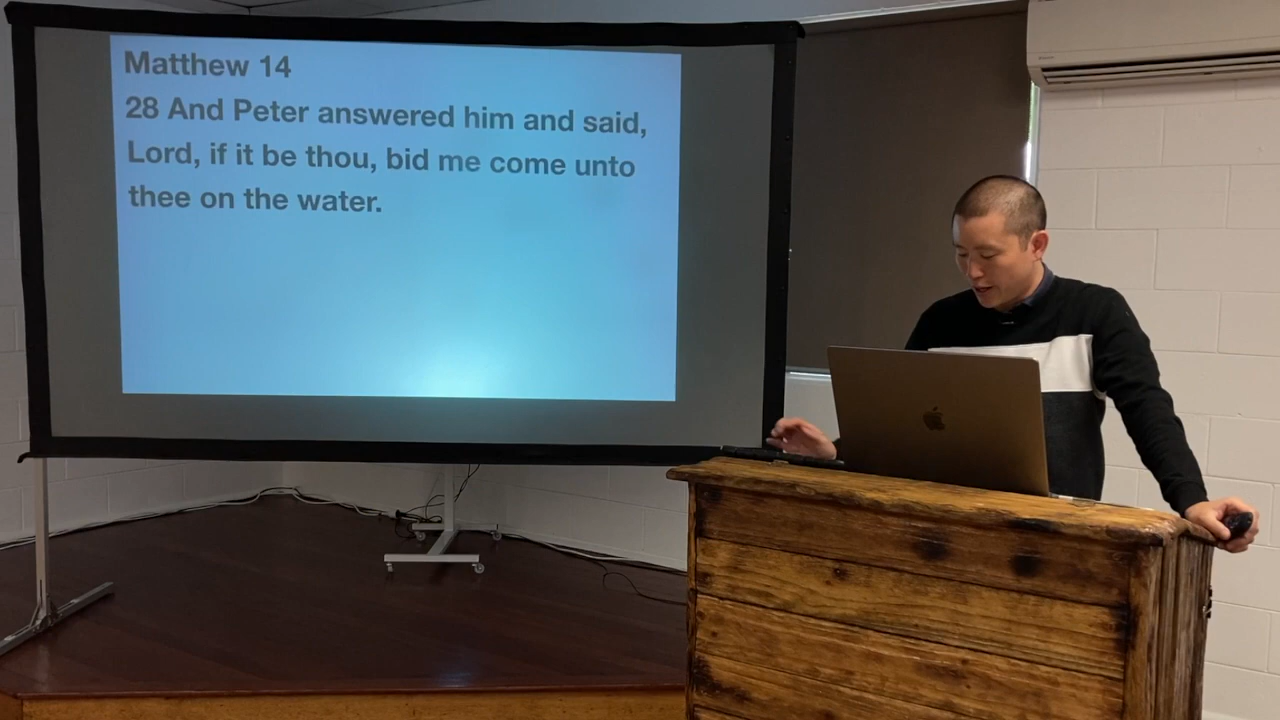 Matthew 14
28 And Peter answered him and said,
Lord, if it be thou, bid me come unto
thee on the water.